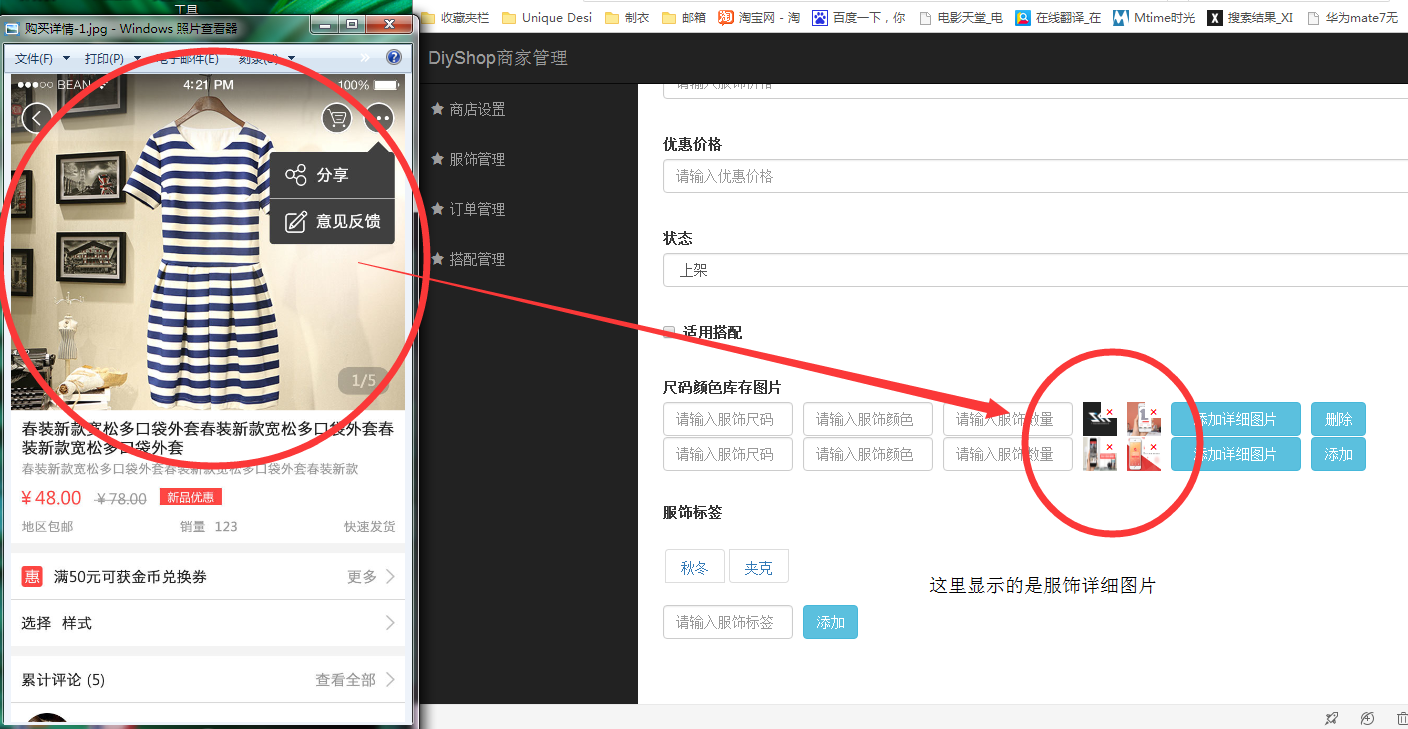 工具
购买详情-1.jpg - Windows 照片查看器
文件(F)
打印(P)
电子邮件(E)
刻录(U)
BEAN
4:21 PM
100%
分享
意见反馈
1/5
春装新款宽松多口袋外套春装新款宽松多口袋外套春
装新款宽松多口袋外套
春装新款宽松多口袋外套春装新款宽松多口袋外套春装新款
￥48.00 ￥78.00 新品优惠
地区包邮 销量 123 快速发货
惠 满50元可获金币兑换券 更多
选择 样式
累计评论 (5) 查看全部
收藏夹栏 Unique Desi 制衣 邮箱 淘 淘宝网 - 淘 百度一下，你 电影天堂_电 在线翻译_在 Mtime时光 X 搜索结果_XI 华为mate7无
DiyShop商家管理
商店设置
服饰管理
订单管理
搭配管理
请输入服饰价格
优惠价格
请输入优惠价格
状态
上架
适用搭配
尺码颜色库存图片
请输入服饰尺码 请输入服饰颜色 请输入服饰数量 添加详细图片 删除
请输入服饰尺码 请输入服饰颜色 请输入服饰数量 添加详细图片 添加
服饰标签
秋冬 夹克
这里显示的是服饰详细图片
请输入服饰标签 添加